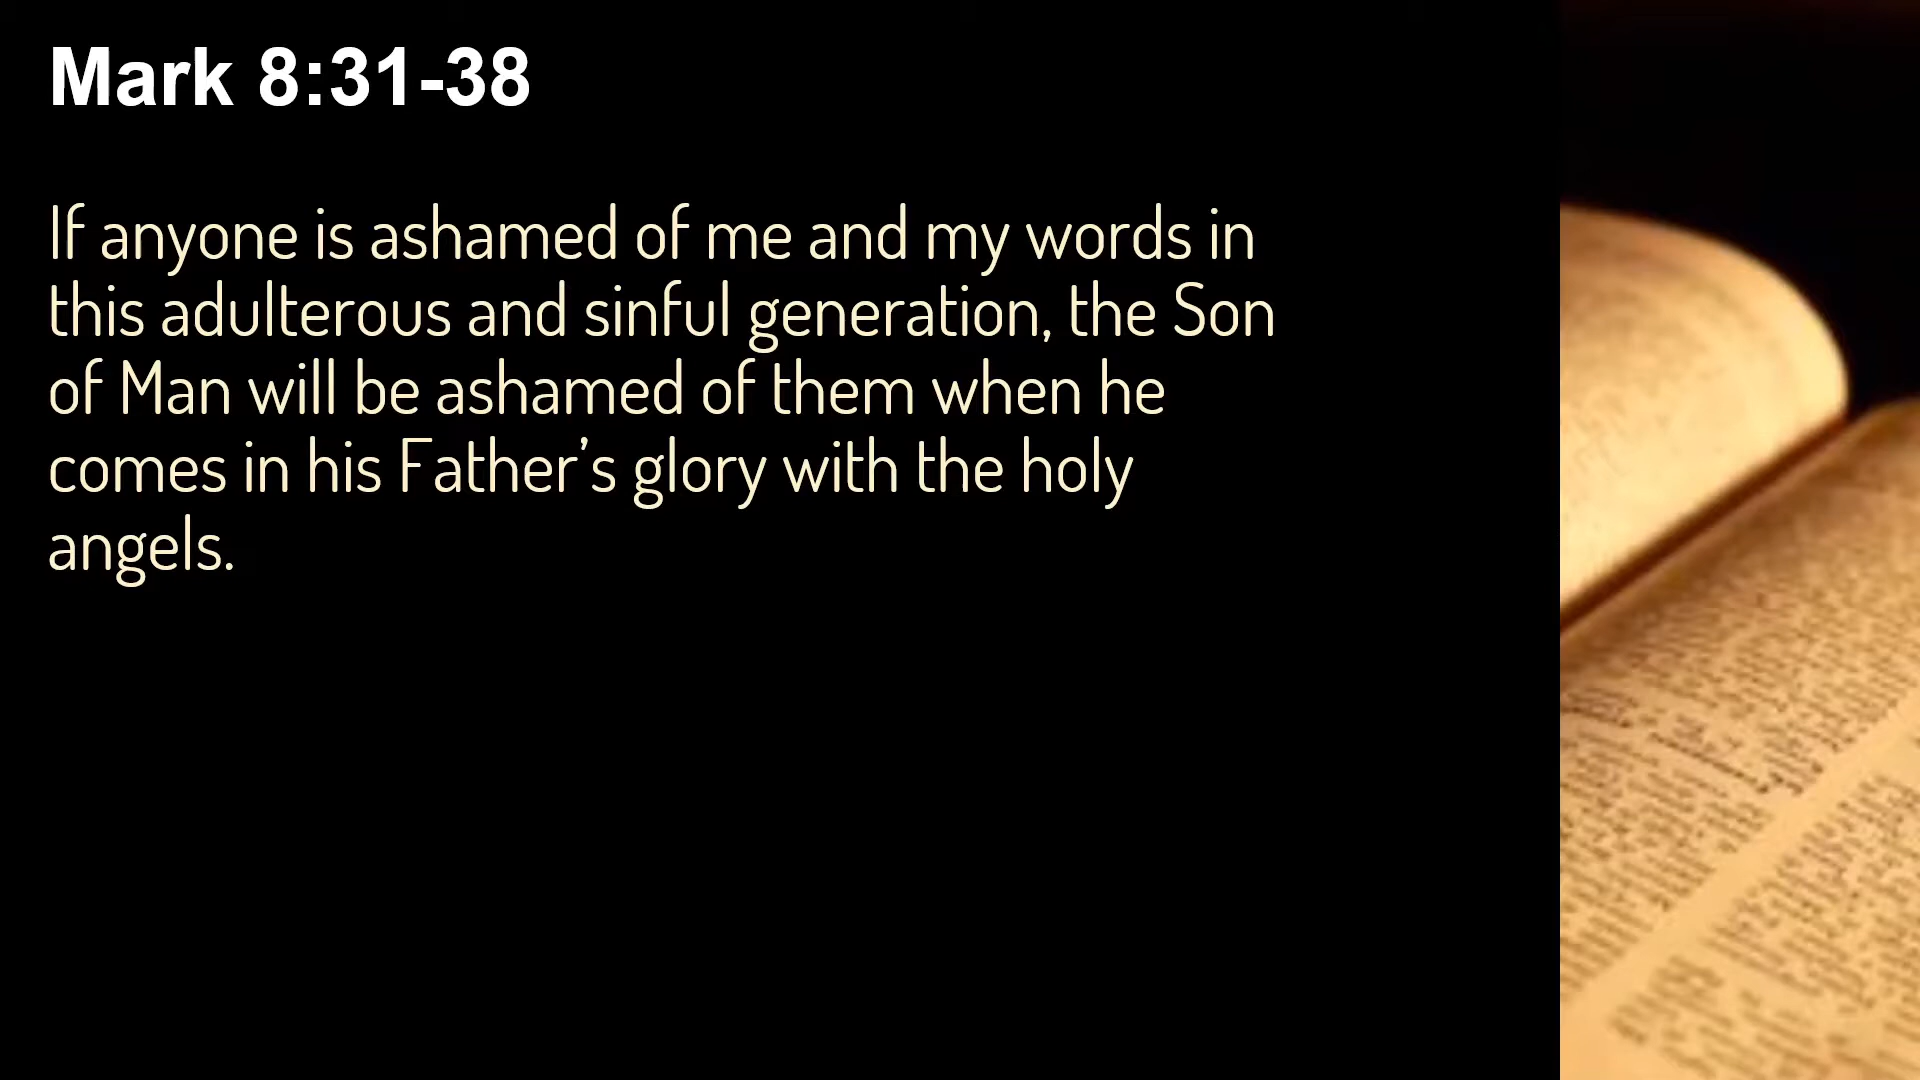 Mark 8:31-38
If anyone is ashamed of me and my words in
this adulterous and sinful generation, the Son
of Man will be ashamed of them when he
comes in his Father’s glory with the holy
angels.